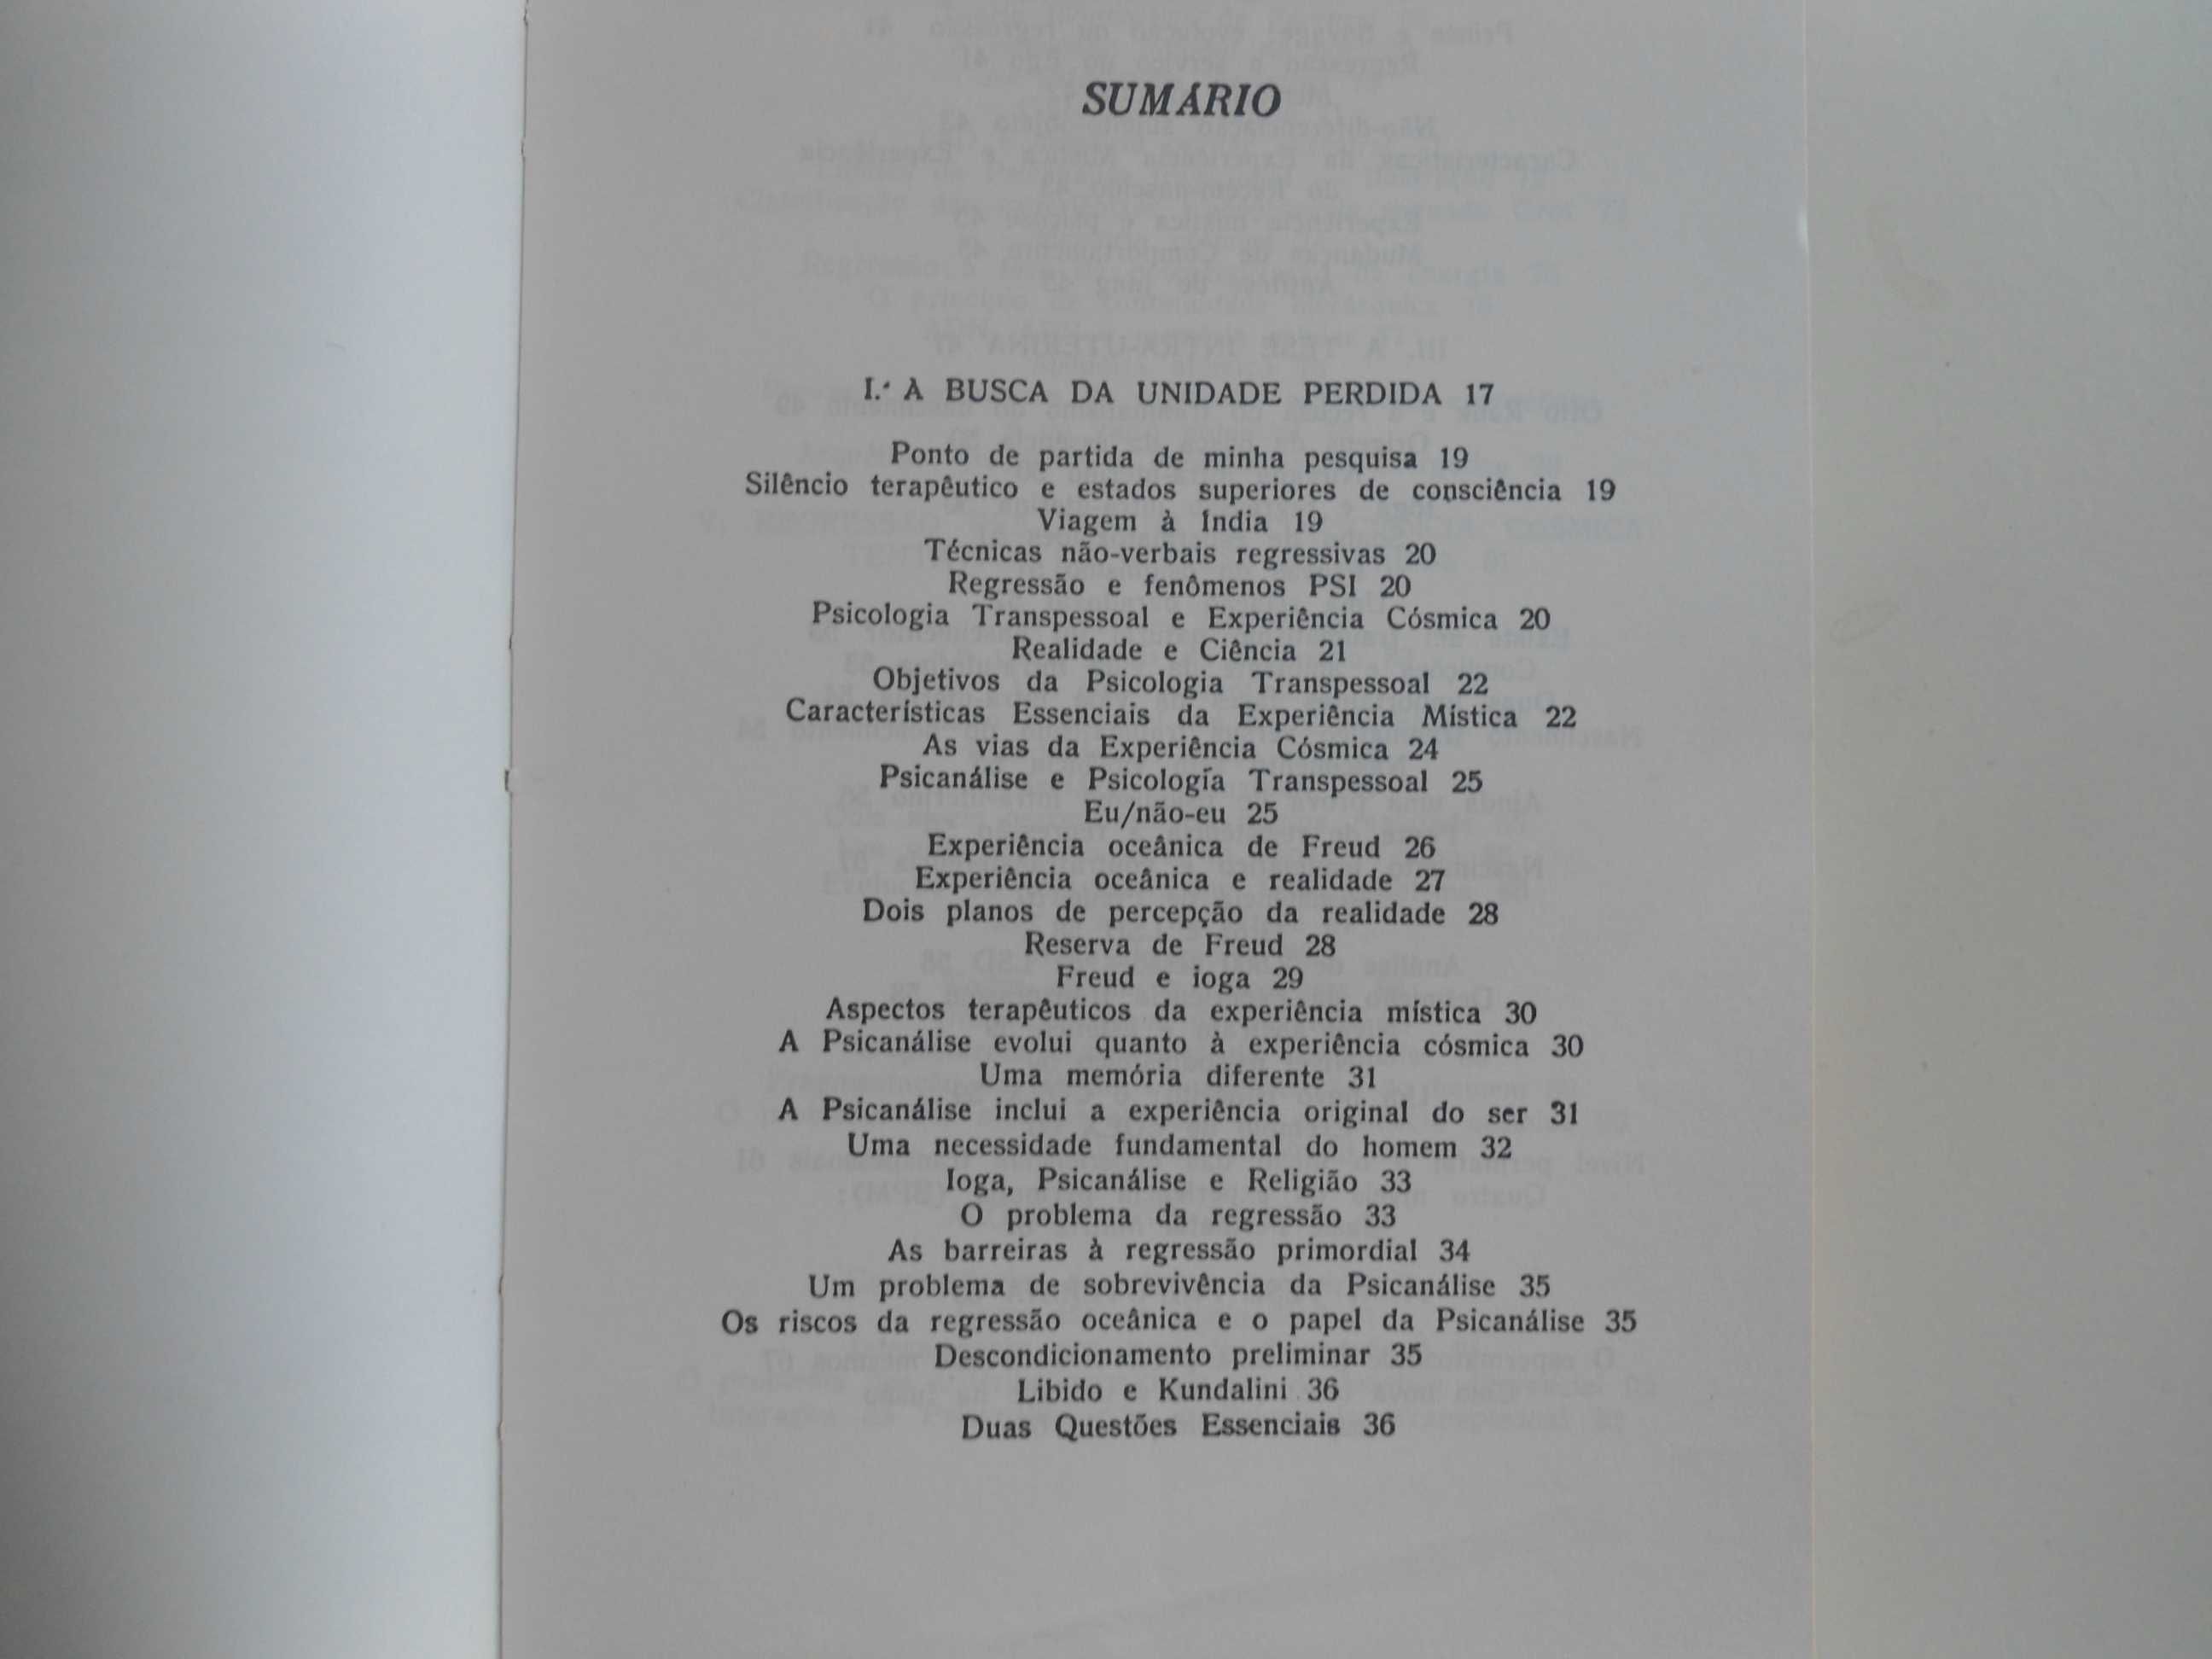 SUMÁRIO
I. A BUSCA DA UNIDADE PERDIDA 17
Ponto de partida de minha pesquisa 19
Silêncio terapêutico e estados superiores de consciência 19
Viagem à Índia 19
Técnicas não-verbais regressivas 20
Regressão e fenômenos PSI 20
Psicologia Transpessoal e Experiência Cósmica 20
Realidade e Ciência 21
Objetivos da Psicologia Transpessoal 22
Características Essenciais da Experiência Mística 22
As vias da Experiência Cósmica 24
Psicanálise e Psicologia Transpessoal 25
Eu/não-eu 25
Experiência oceânica de Freud 26
Experiência oceânica e realidade 27
Dois planos de percepção da realidade 28
Reserva de Freud 28
Freud e ioga 29
Aspectos terapêuticos da experiência mística 30
A Psicanálise evolui quanto à experiência cósmica 30
Uma memória diferente 31
A Psicanálise inclui a experiência original do ser 31
Uma necessidade fundamental do homem 32
Ioga, Psicanálise e Religião 33
O problema da regressão 33
As barreiras à regressão primordial 34
Um problema de sobrevivência da Psicanálise 35
Os riscos da regressão oceânica e o papel da Psicanálise 35
Descondicionamento preliminar 35
Libido e Kundalini 36
Duas Questões Essenciais 36